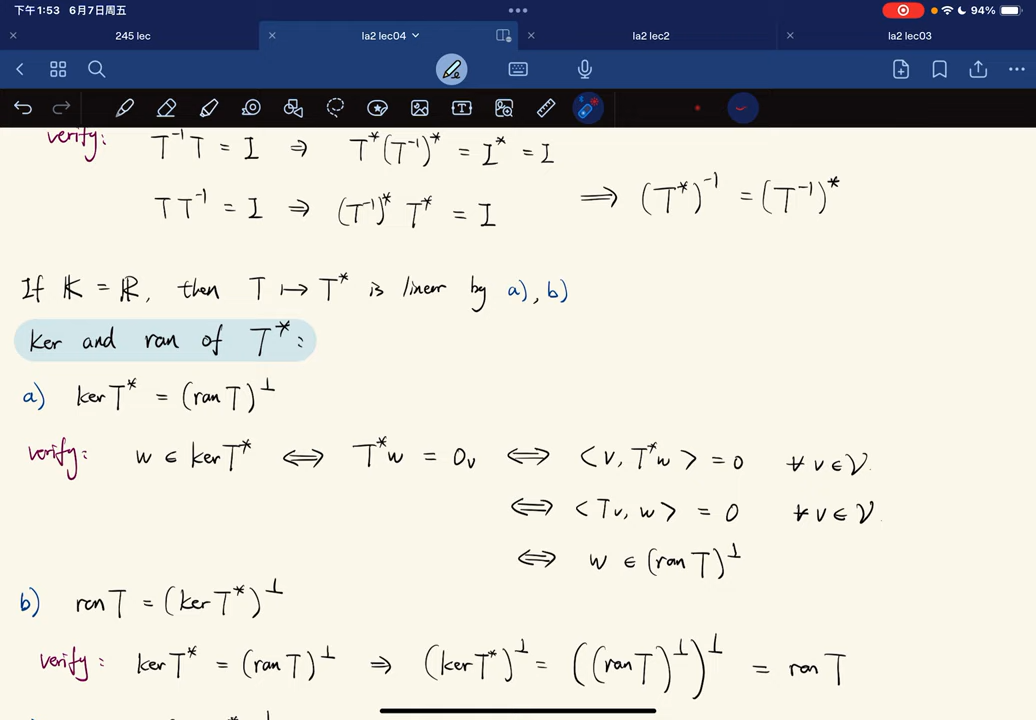 下午1:53 6月7日周五 94%
245 lec la2 lec04 la2 lec2 la2 lec03
verify: T⁻¹T = I ⇒ T*(T⁻¹)* = I* = I
TT⁻¹ = I ⇒ (T⁻¹)* T* = I ⟹ (T*)⁻¹ = (T⁻¹)*
If 𝕂 = ℝ, then T ↦ T* is linear by a), b)
ker and ran of T*:
a) ker T* = (ran T)⊥
verify: w ∈ ker T* ⟺ T*w = 0ᵥ ⟺ <v, T*w> = 0 ∀ v ∈ 𝒱.
⟺ <Tv, w> = 0 ∀ v ∈ 𝒱.
⟺ w ∈ (ran T)⊥
b) ran T = (ker T*)⊥
verify: ker T* = (ran T)⊥ ⇒ (ker T*)⊥ = ((ran T)⊥)⊥ = ran T